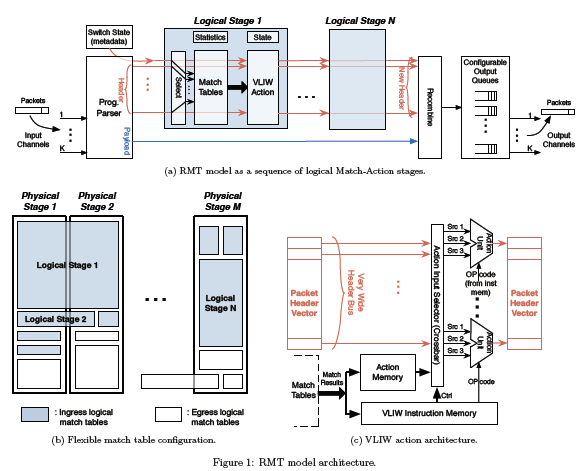 Logical Stage 1
Logical Stage N
Switch State
(metadata)
Statistics
State
Configurable
Output
Queues
Packets
1
K
Input
Channels
Prog.
Parser
Header
Payload
Select
Match
Tables
VLIW
Action
New Header
Recombine
Packets
1
K
Output
Channels
(a) RMT model as a sequence of logical Match-Action stages.
Physical
Stage 1
Physical
Stage 2
Physical
Stage M
Logical Stage 1
Logical Stage 2
Logical
Stage N
: Ingress logical
match tables
: Egress logical
match tables
(b) Flexible match table configuration.
Packet
Header
Vector
Very Wide
Header Bus
Action Input Selector (Crossbar)
Src 1
Src 2
Src 3
Action
Unit
OP code
(from inst
mem)
Src 1
Src 2
Src 3
Action
Unit
OP code
Packet
Header
Vector
Match
Tables
Match
Results
Action
Memory
Ctrl
VLIW Instruction Memory
(c) VLIW action architecture.
Figure 1: RMT model architecture.